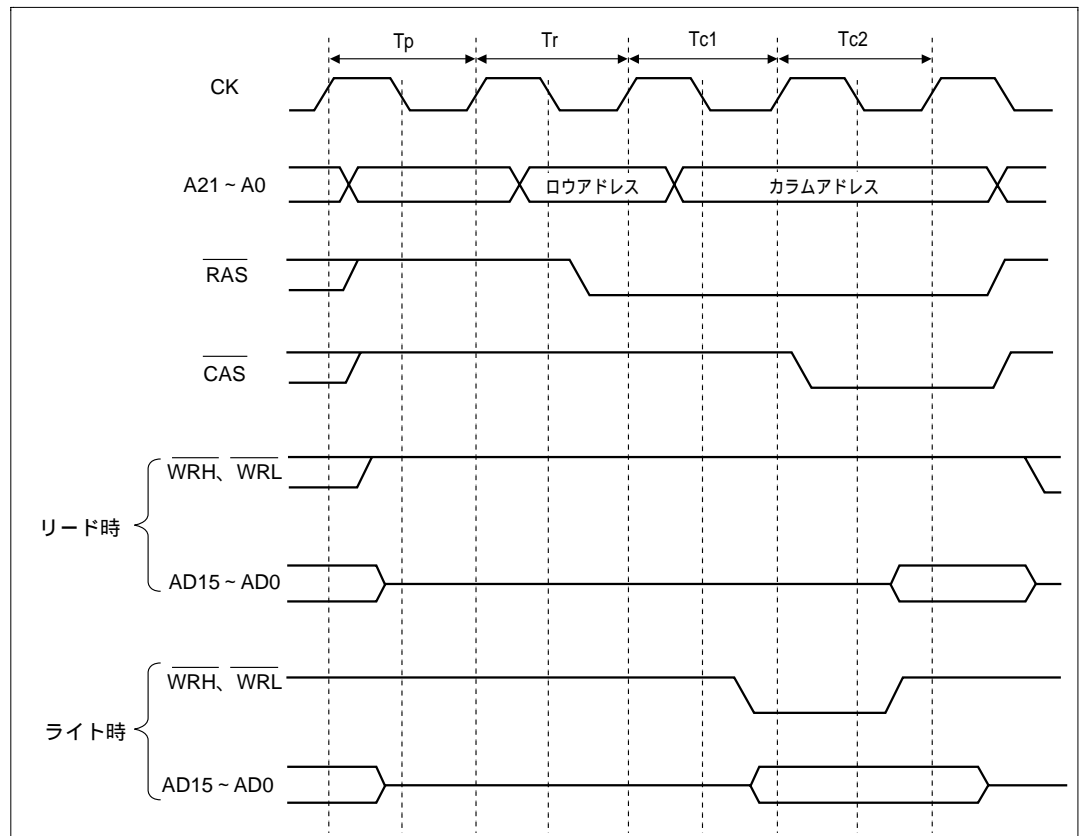 Tp Tr Tc1 Tc2
CK
A21 ~ A0 ロウアドレス カラムアドレス
RAS
CAS
リード時
WRH、WRL
AD15 ~ AD0
ライト時
WRH、WRL
AD15 ~ AD0